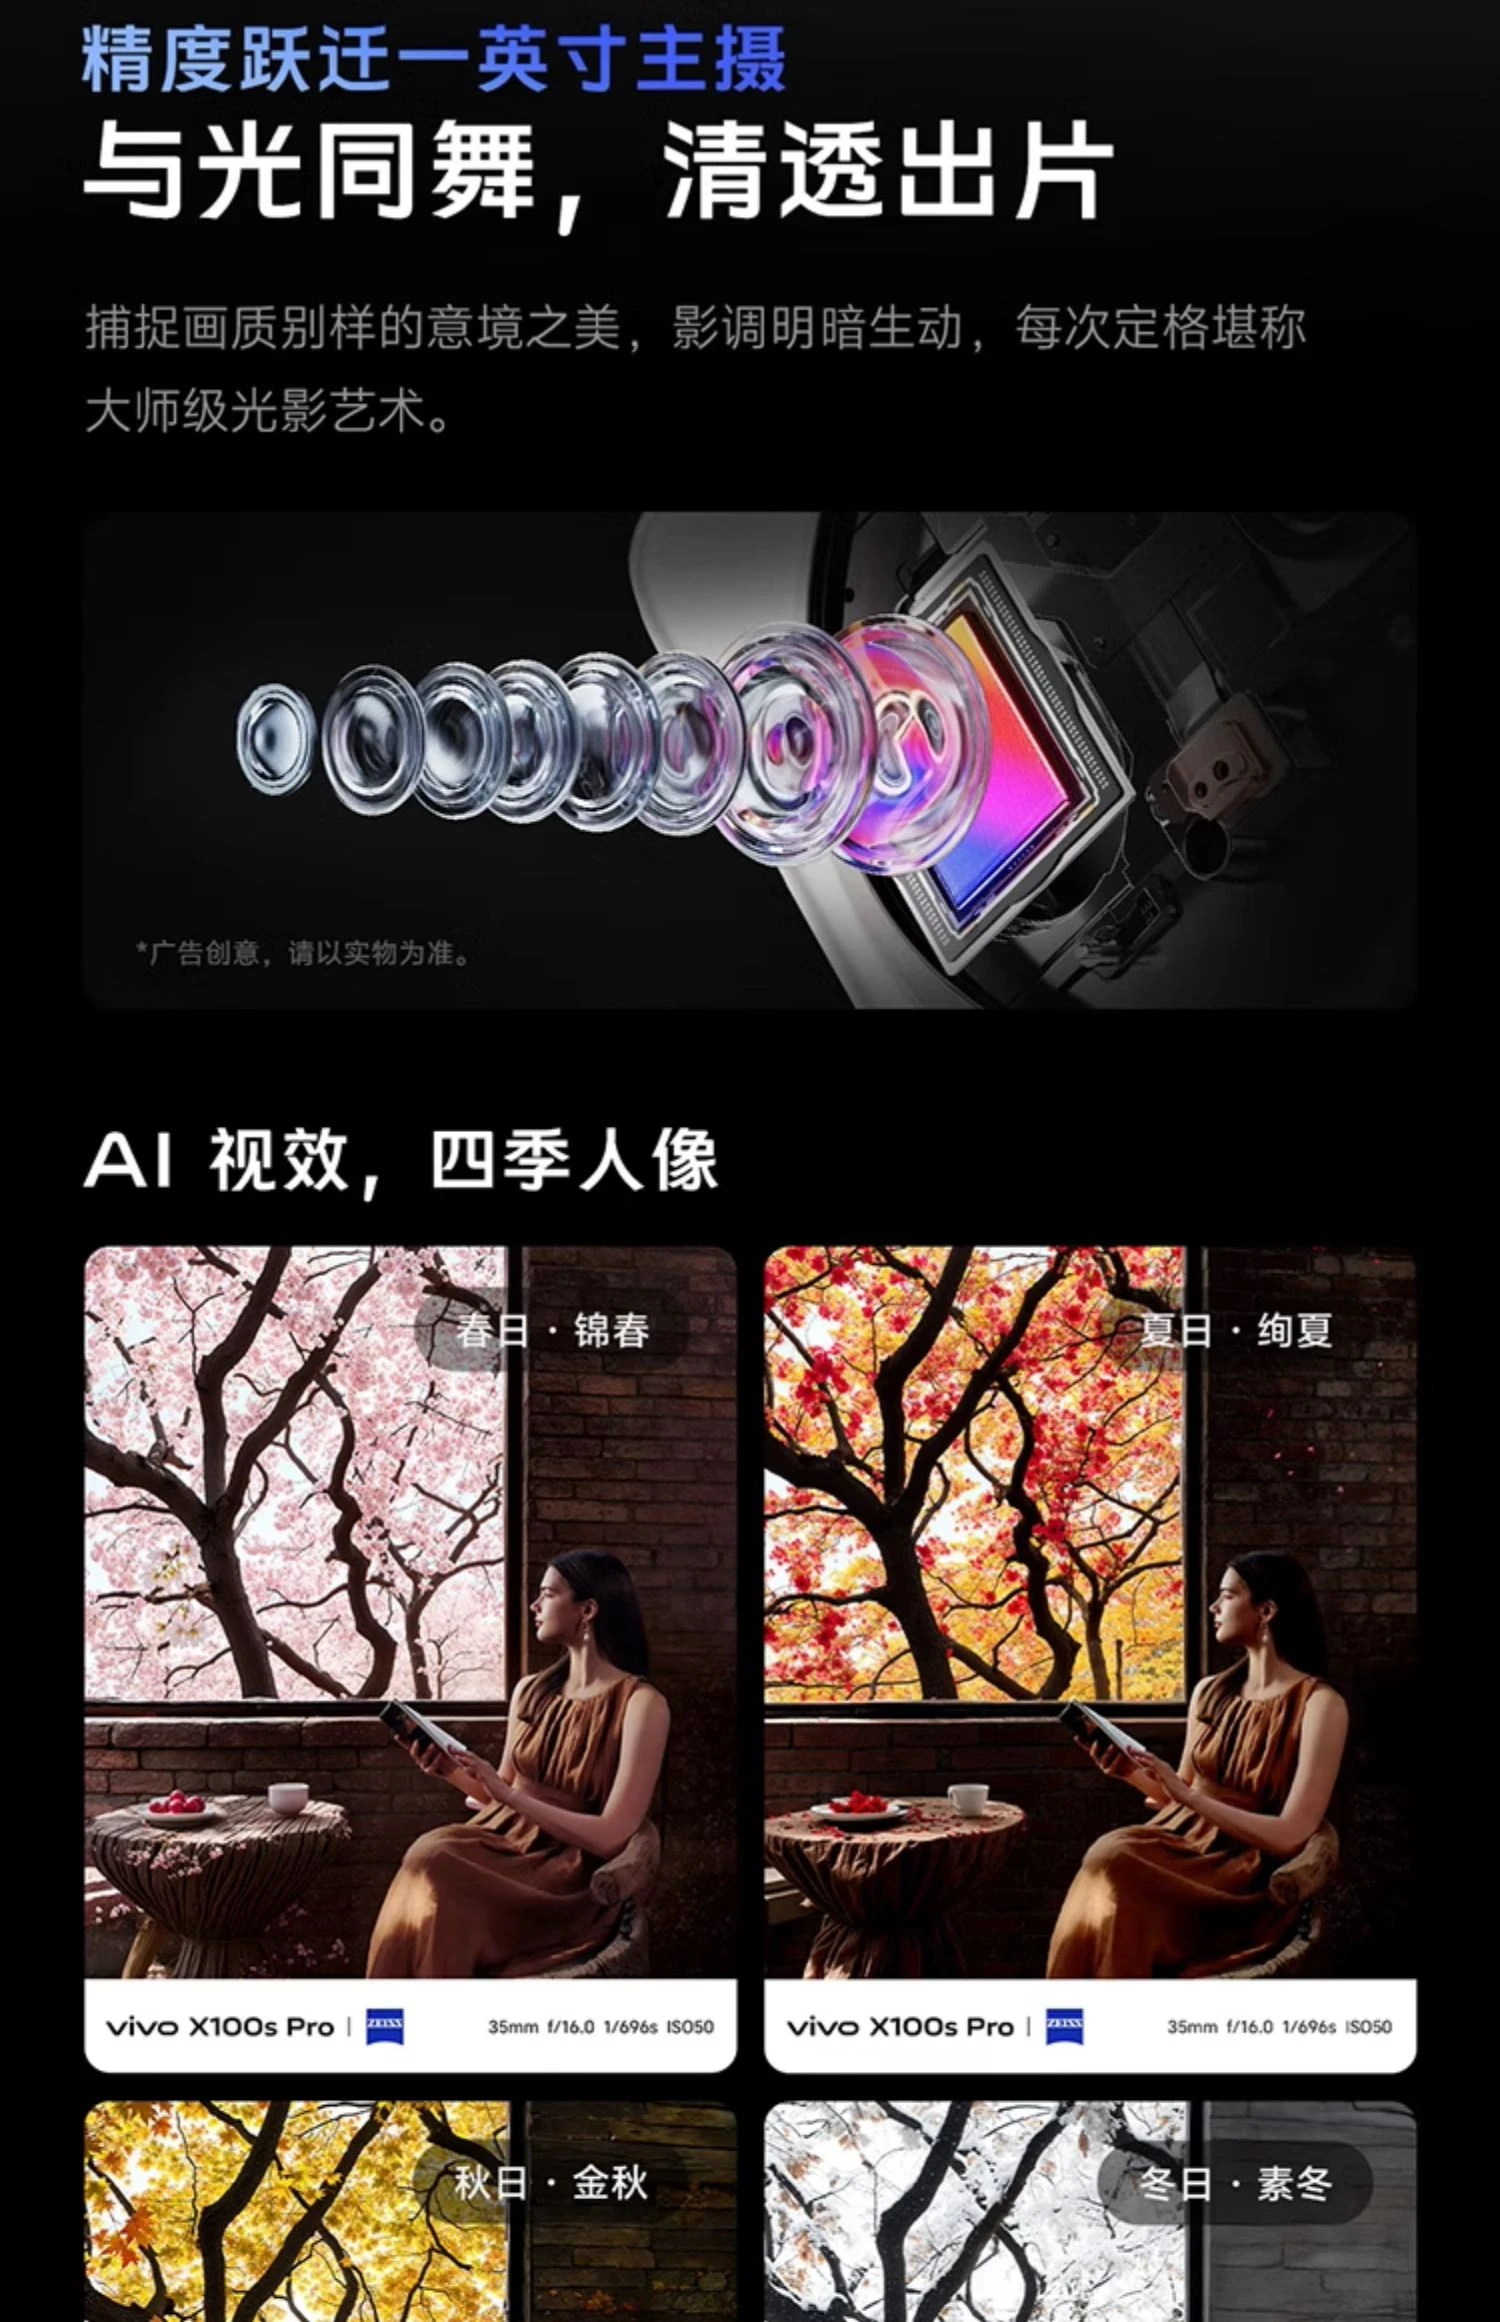 精度跃迁一英寸主摄
与光同舞，清透出片
捕捉画质别样的意境之美，影调明暗生动，每次定格堪称
大师级光影艺术。
*广告创意，请以实物为准。
AI 视效，四季人像
春日 · 锦春
夏日 · 绚夏
vivo X100s Pro | ZEISS 35mm f/16.0 1/696s ISO50
vivo X100s Pro | ZEISS 35mm f/16.0 1/696s ISO50
秋日 · 金秋
冬日 · 素冬